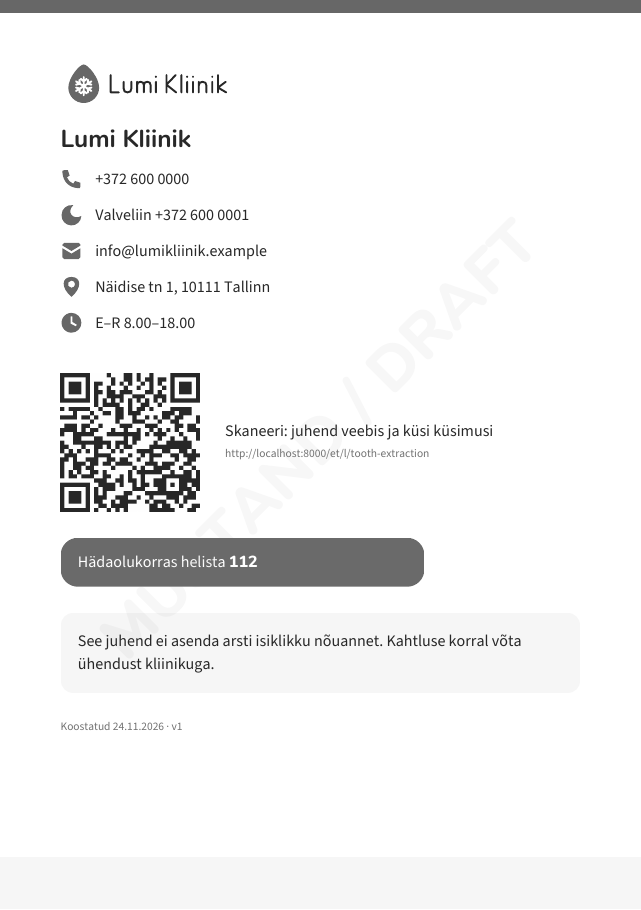 Lumi Kliinik
Lumi Kliinik
+372 600 0000
Valveliin +372 600 0001
info@lumikliinik.example
Näidise tn 1, 10111 Tallinn
E–R 8.00–18.00
Skaneeri: juhend veebis ja küsi küsimusi
http://localhost:8000/et/l/tooth-extraction
Hädaolukorras helista 112
See juhend ei asenda arsti isiklikku nõuannet. Kahtluse korral võta
ühendust kliinikuga.
Koostatud 24.11.2026 · v1
MUSTAND / DRAFT